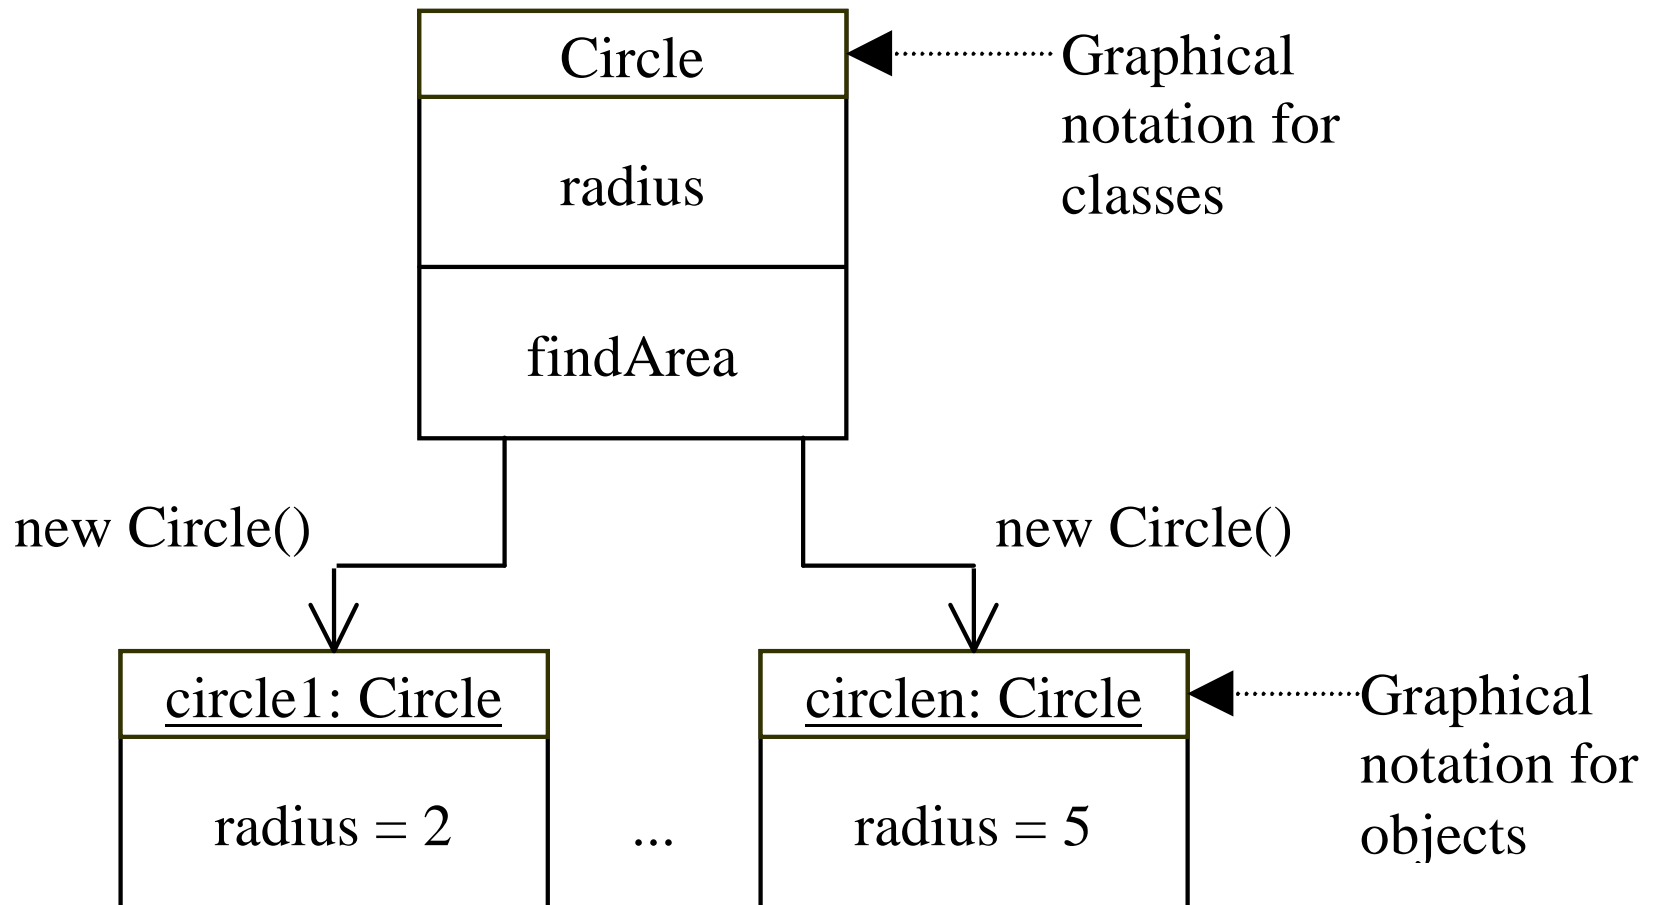 Circle
Graphical
notation for
classes
radius
findArea
new Circle()
new Circle()
circle1: Circle
circlen: Circle
Graphical
notation for
objects
radius = 2
...
radius = 5